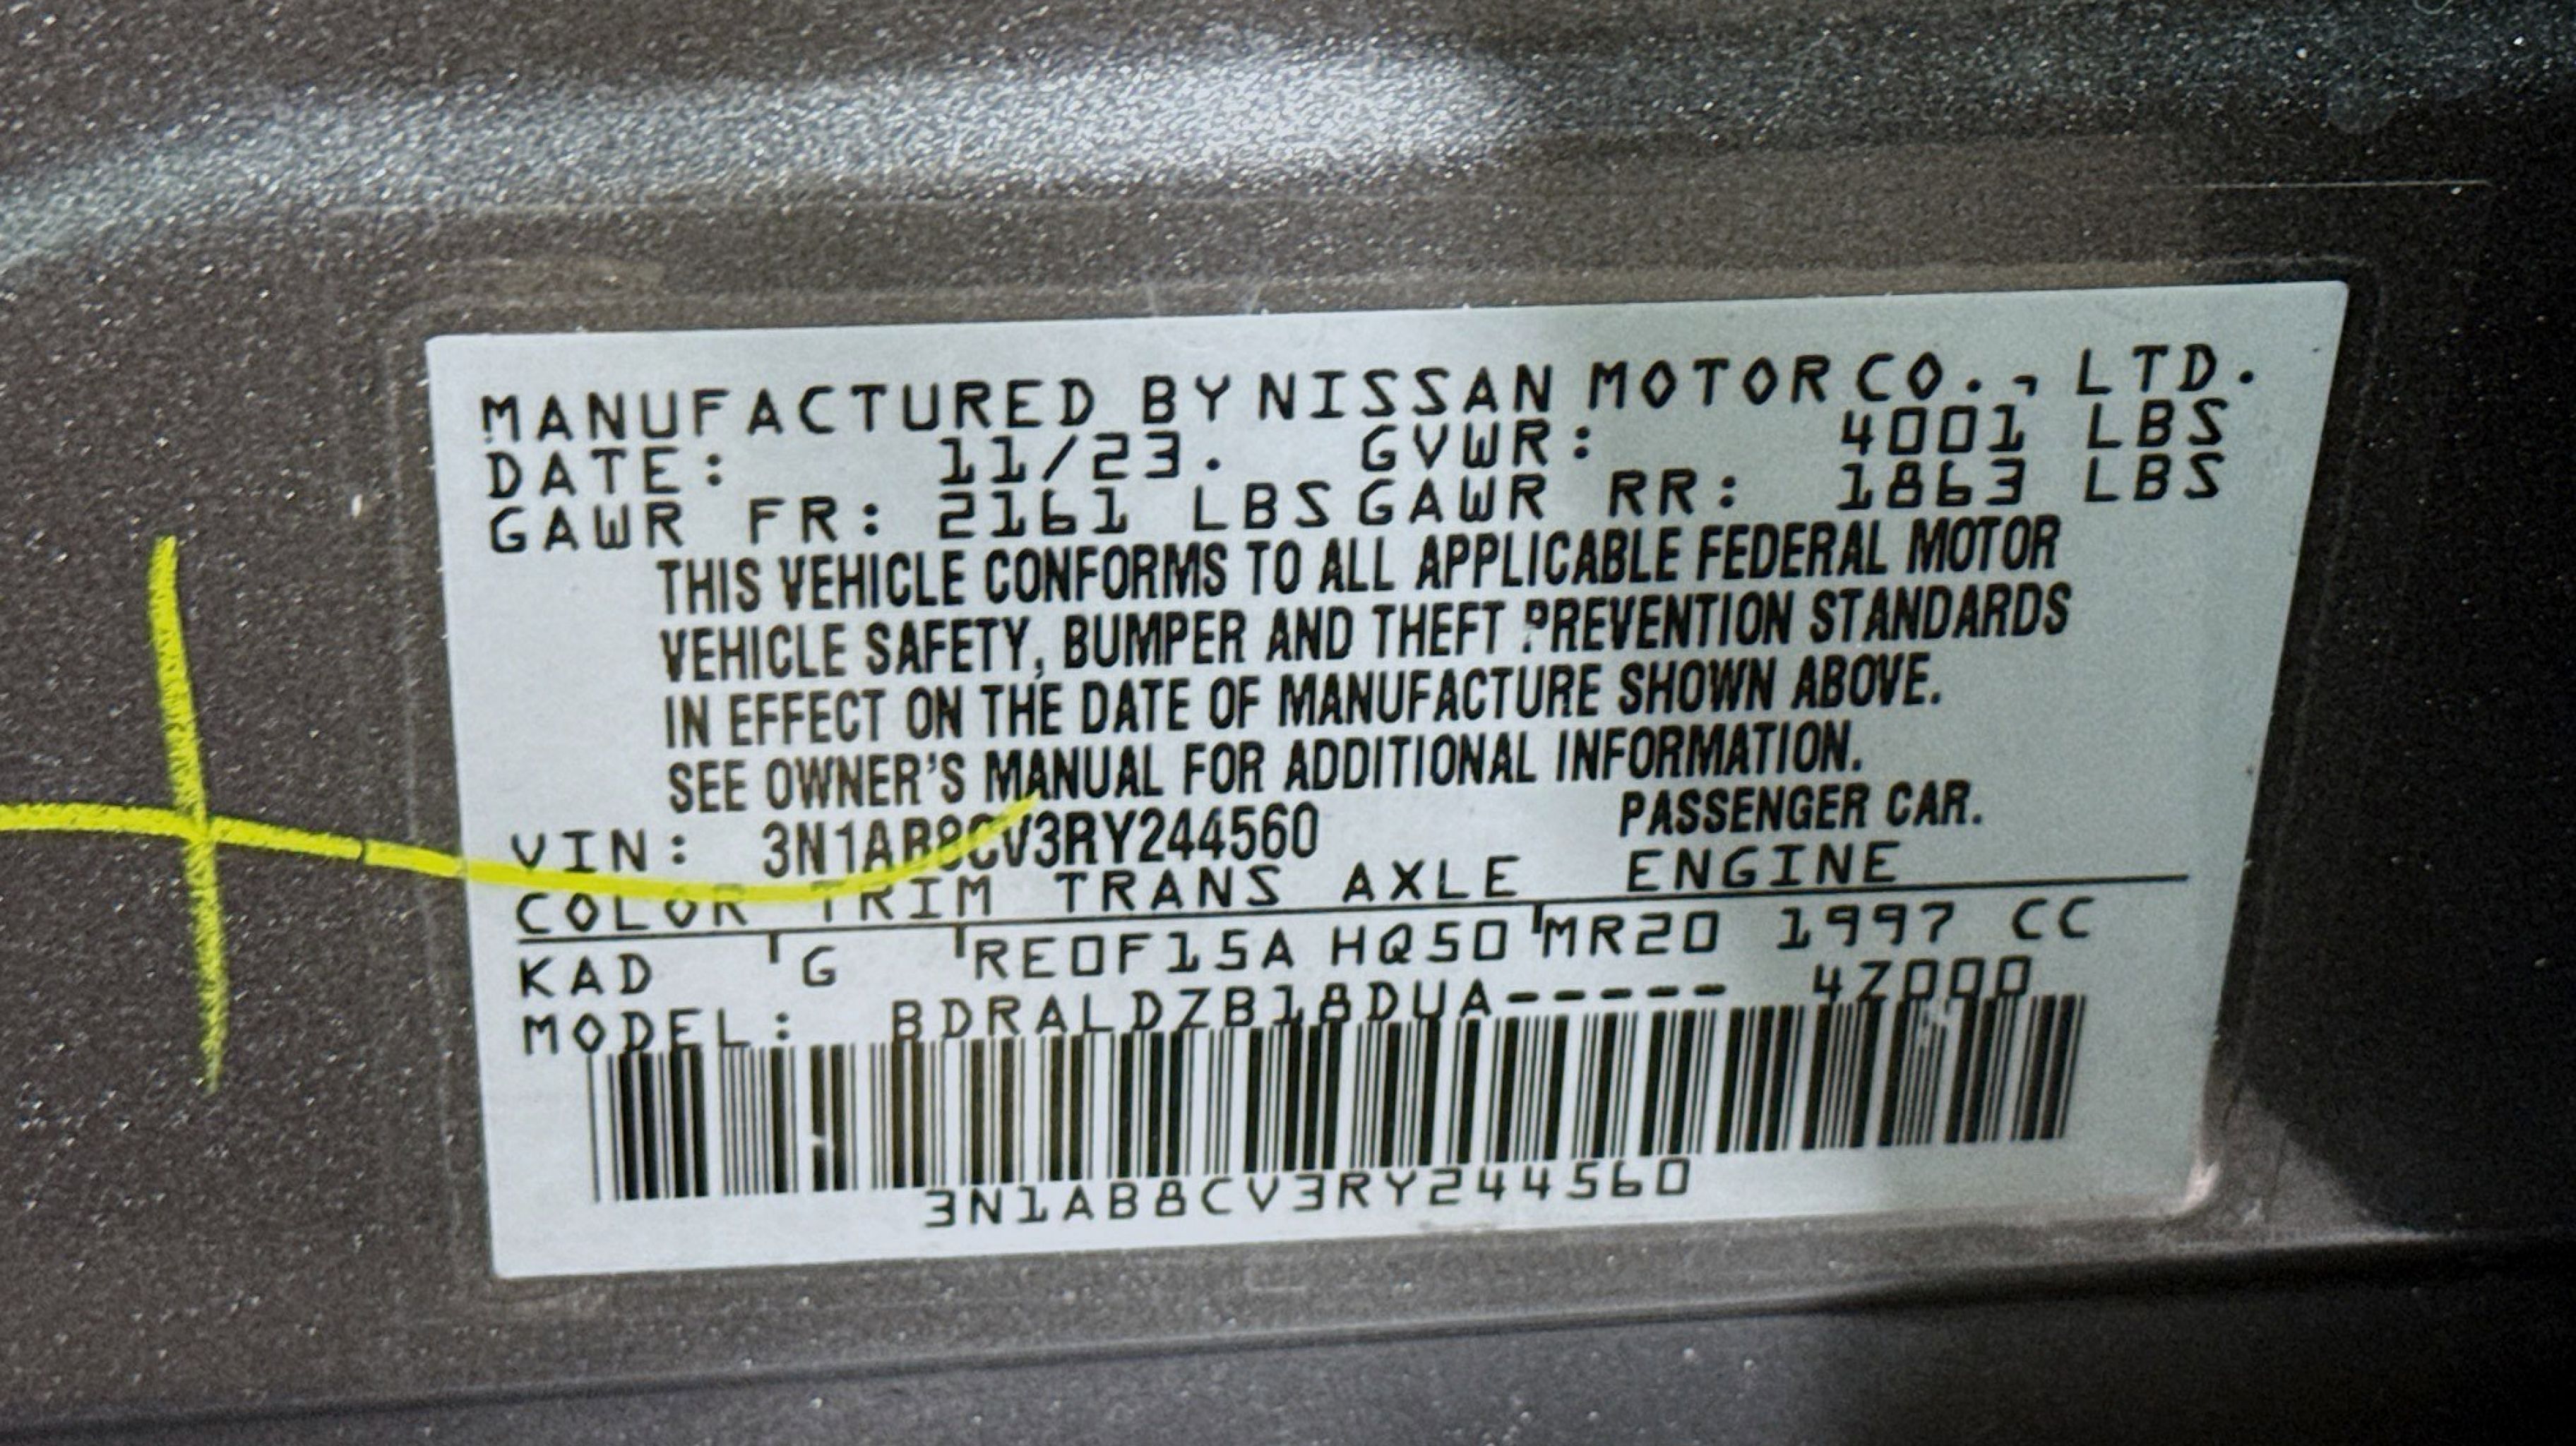 MANUFACTURED BY NISSAN MOTOR CO., LTD.
DATE: 11/23. GVWR: 4001 LBS
GAWR FR: 2161 LBS GAWR RR: 1863 LBS
THIS VEHICLE CONFORMS TO ALL APPLICABLE FEDERAL MOTOR
VEHICLE SAFETY, BUMPER AND THEFT PREVENTION STANDARDS
IN EFFECT ON THE DATE OF MANUFACTURE SHOWN ABOVE.
SEE OWNER'S MANUAL FOR ADDITIONAL INFORMATION.
VIN: 3N1AB8CV3RY244560 PASSENGER CAR.
COLOR TRIM TRANS AXLE ENGINE
KAD G RE0F15A HQ50 MR20 1997 CC
MODEL: BDRALDZB18DUA----- 4Z000
3N1AB8CV3RY244560